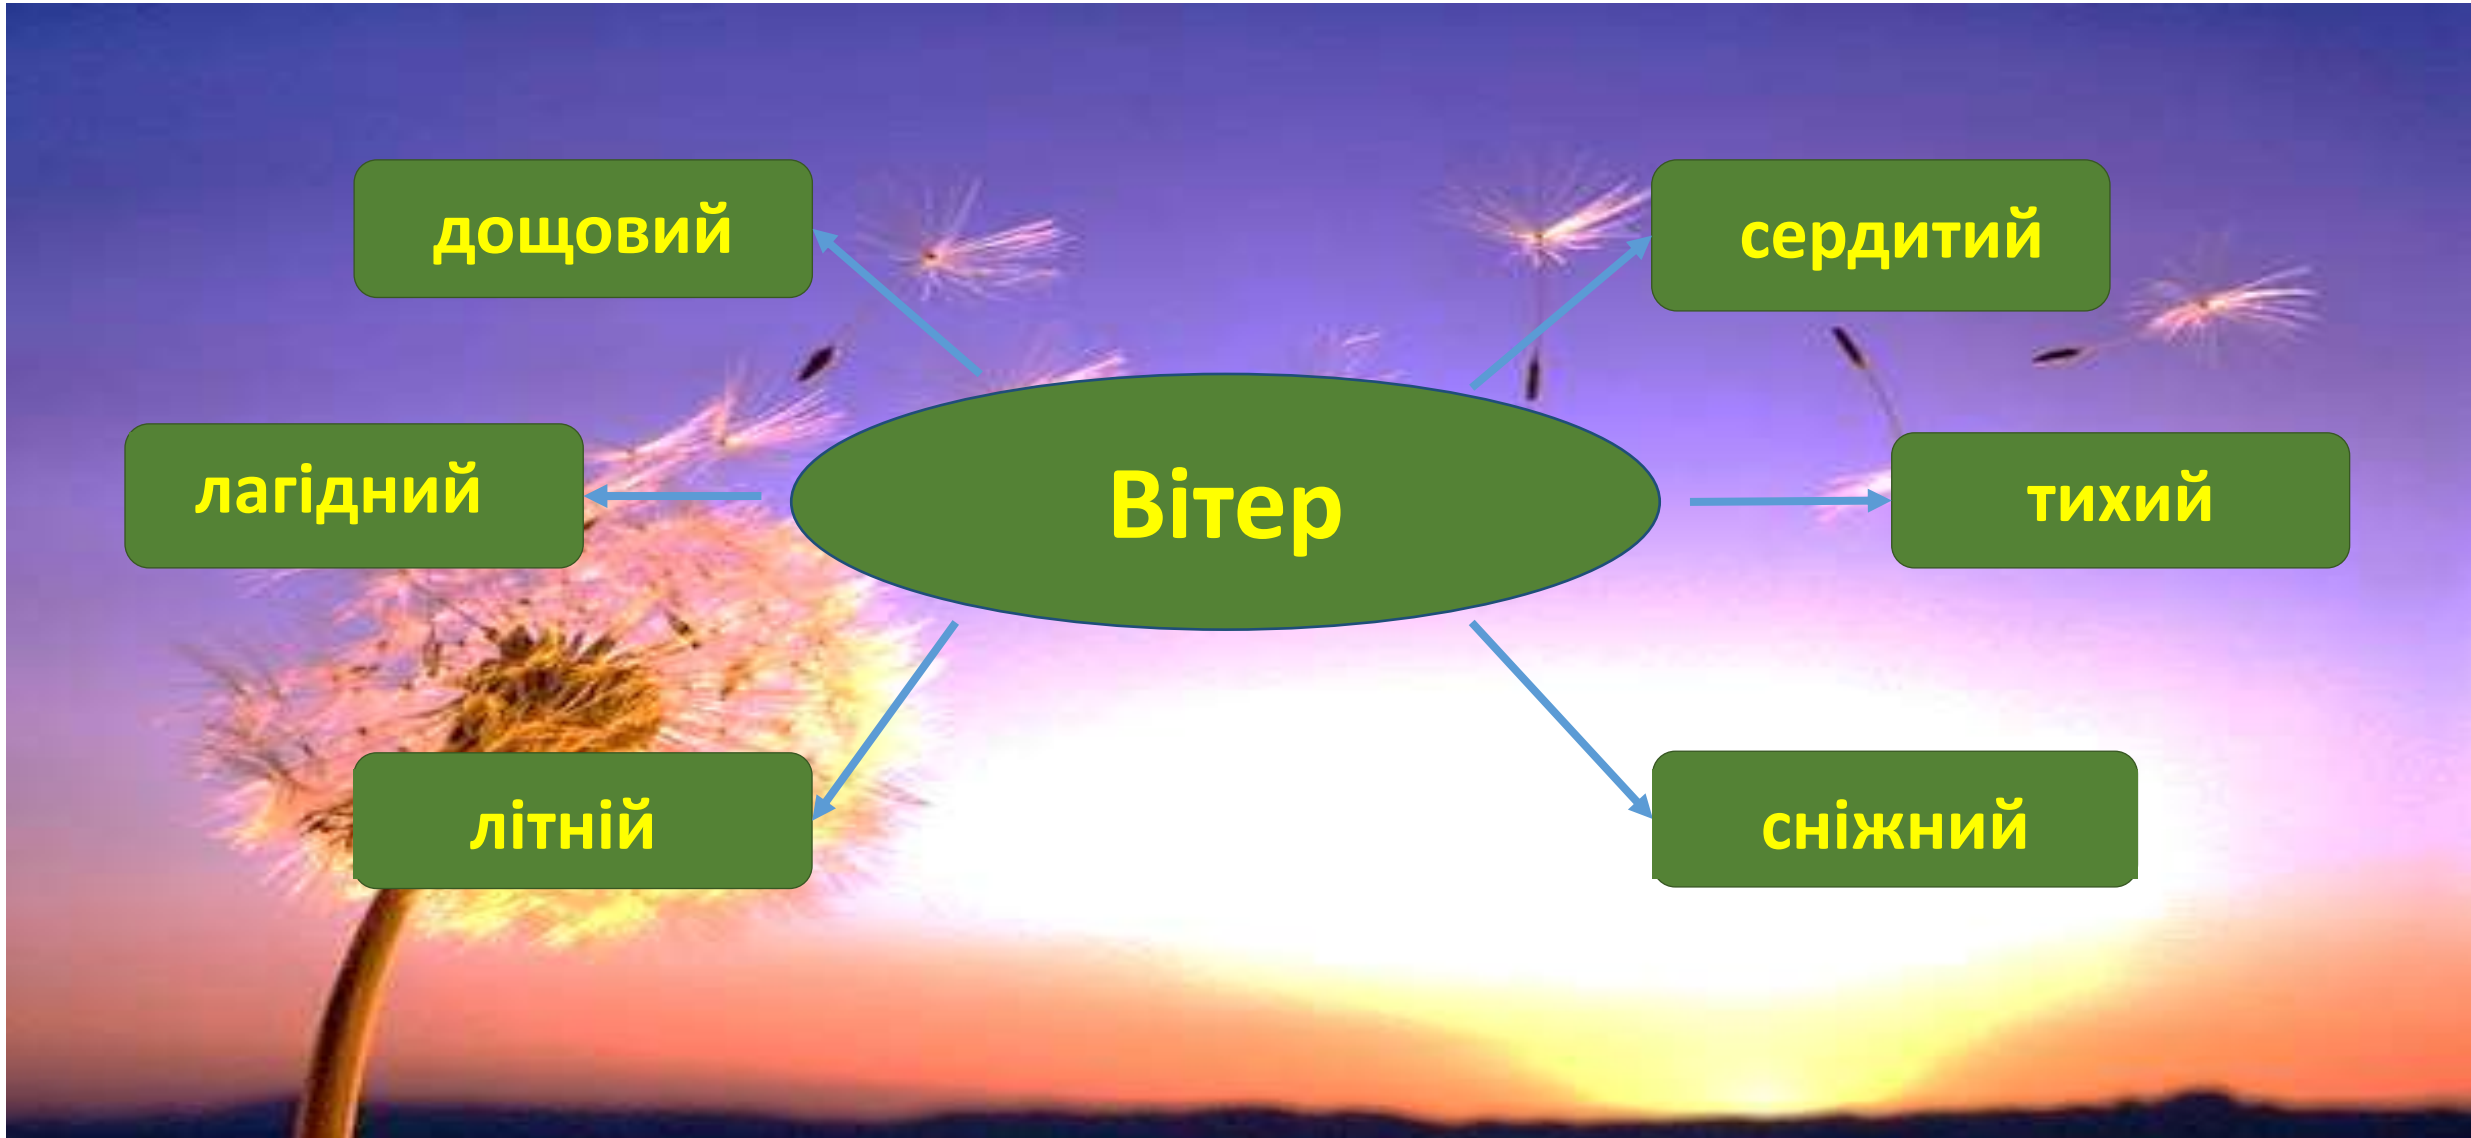 дощовий
сердитий
лагідний
Вітер
тихий
літній
сніжний